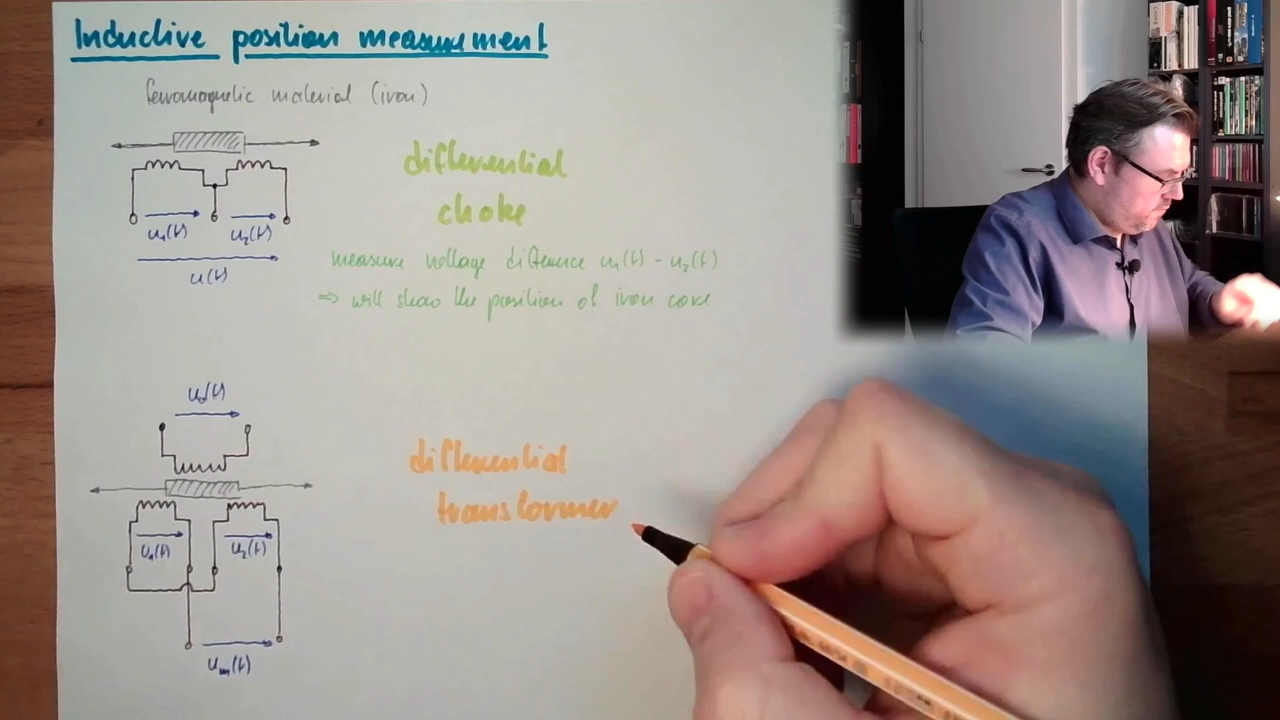 Inductive position measurement
ferromagnetic material (iron)
differential
choke
u₁(t) u₂(t)
u(t)
measure voltage difference u₁(t) - u₂(t)
⇒ will show the position of iron core
u₀(t)
differential
transformer
u₁(t) u₂(t)
uₘ(t)